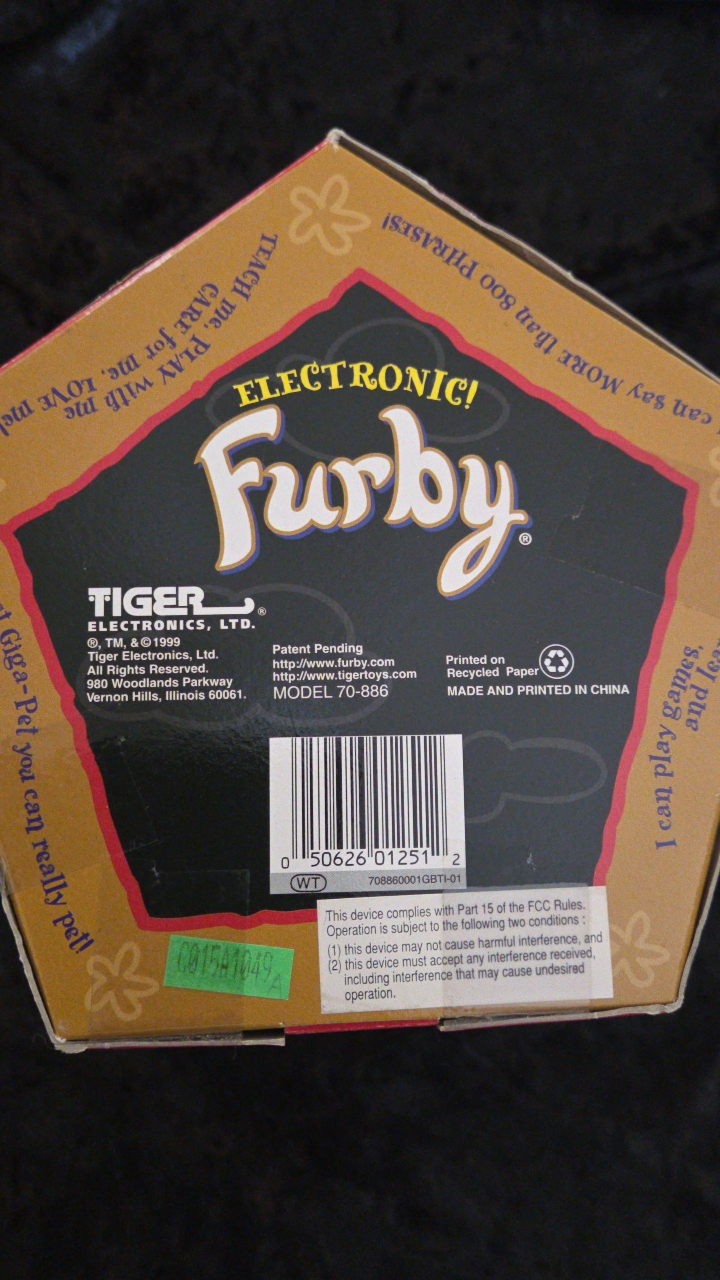 I can say MORE than 800 PHRASES!
TEACH me, PLAY with me
CARE for me, LOVE me!
ELECTRONIC!
Furby®
TIGER®
ELECTRONICS, LTD.
®, TM, & © 1999
Tiger Electronics, Ltd.
All Rights Reserved.
980 Woodlands Parkway
Vernon Hills, Illinois 60061.
Patent Pending
http://www.furby.com
http://www.tigertoys.com
MODEL 70-886
Printed on
Recycled Paper
MADE AND PRINTED IN CHINA
Giga-Pet you can really pet!
I can play games,
and
0 50626 01251 2
WT 708860001GBTI-01
This device complies with Part 15 of the FCC Rules.
Operation is subject to the following two conditions :
(1) this device may not cause harmful interference, and
(2) this device must accept any interference received,
including interference that may cause undesired
operation.
C015A1049A